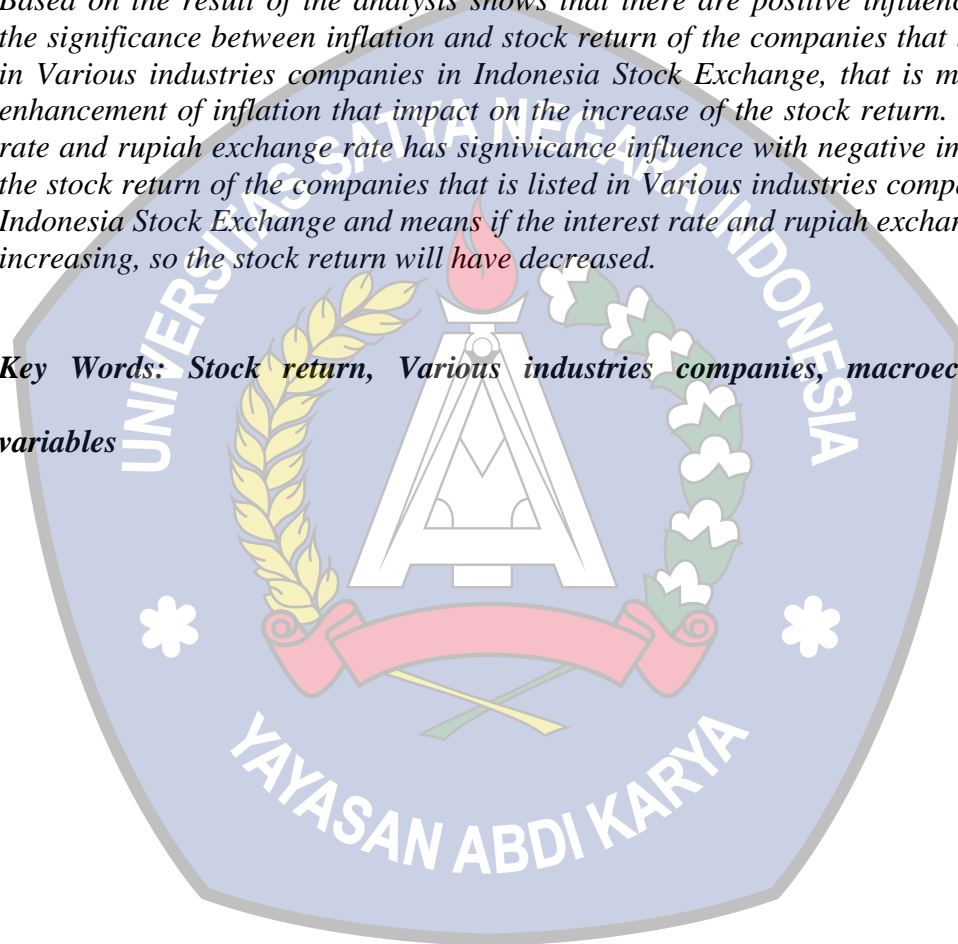 Based on the result of the analysis shows that there are positive influenc
the significance between inflation and stock return of the companies that
in Various industries companies in Indonesia Stock Exchange, that is m
enhancement of inflation that impact on the increase of the stock return.
rate and rupiah exchange rate has signivicance influence with negative im
the stock return of the companies that is listed in Various industries comp
Indonesia Stock Exchange and means if the interest rate and rupiah exchan
increasing, so the stock return will have decreased.
Key Words: Stock return, Various industries companies, macroec
variables
UNIVERSITAS SATYA NEGARA INDONESIA
YAYASAN ABDI KARYA